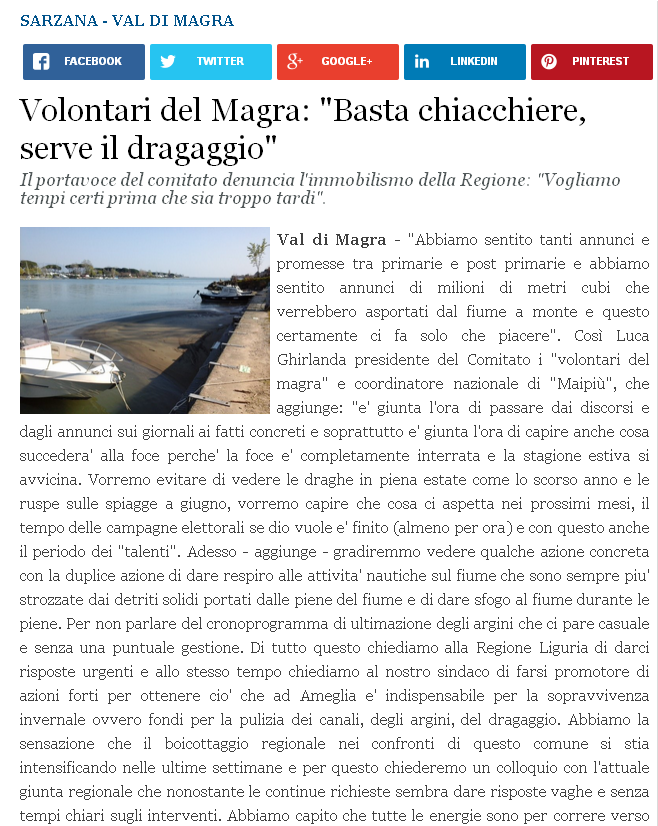 SARZANA - VAL DI MAGRA
FACEBOOK
TWITTER
GOOGLE+
LINKEDIN
PINTEREST
Volontari del Magra: "Basta chiacchiere,
serve il dragaggio"
Il portavoce del comitato denuncia l'immobilismo della Regione: "Vogliamo
tempi certi prima che sia troppo tardi".
Val di Magra - "Abbiamo sentito tanti annunci e
promesse tra primarie e post primarie e abbiamo
sentito annunci di milioni di metri cubi che
verrebbero asportati dal fiume a monte e questo
certamente ci fa solo che piacere". Così Luca
Ghirlanda presidente del Comitato i "volontari del
magra" e coordinatore nazionale di "Maipiù", che
aggiunge: "e' giunta l'ora di passare dai discorsi e
dagli annunci sui giornali ai fatti concreti e soprattutto e' giunta l'ora di capire anche cosa
succedera' alla foce perche' la foce e' completamente interrata e la stagione estiva si
avvicina. Vorremo evitare di vedere le draghe in piena estate come lo scorso anno e le
ruspe sulle spiagge a giugno, vorremo capire che cosa ci aspetta nei prossimi mesi, il
tempo delle campagne elettorali se dio vuole e' finito (almeno per ora) e con questo anche
il periodo dei "talenti". Adesso - aggiunge - gradiremmo vedere qualche azione concreta
con la duplice azione di dare respiro alle attivita' nautiche sul fiume che sono sempre piu'
strozzate dai detriti solidi portati dalle piene del fiume e di dare sfogo al fiume durante le
piene. Per non parlare del cronoprogramma di ultimazione degli argini che ci pare casuale
e senza una puntuale gestione. Di tutto questo chiediamo alla Regione Liguria di darci
risposte urgenti e allo stesso tempo chiediamo al nostro sindaco di farsi promotore di
azioni forti per ottenere cio' che ad Ameglia e' indispensabile per la sopravvivenza
invernale ovvero fondi per la pulizia dei canali, degli argini, del dragaggio. Abbiamo la
sensazione che il boicottaggio regionale nei confronti di questo comune si stia
intensificando nelle ultime settimane e per questo chiederemo un colloquio con l'attuale
giunta regionale che nonostante le continue richieste sembra dare risposte vaghe e senza
tempi chiari sugli interventi. Abbiamo capito che tutte le energie sono per correre verso